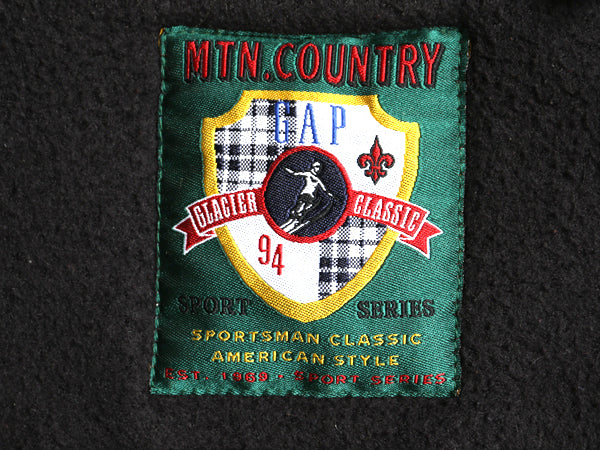 MTN.COUNTRY
GAP
GLACIER CLASSIC
94
SPORT SERIES
SPORTSMAN CLASSIC
AMERICAN STYLE
EST. 1969 - SPORT SERIES